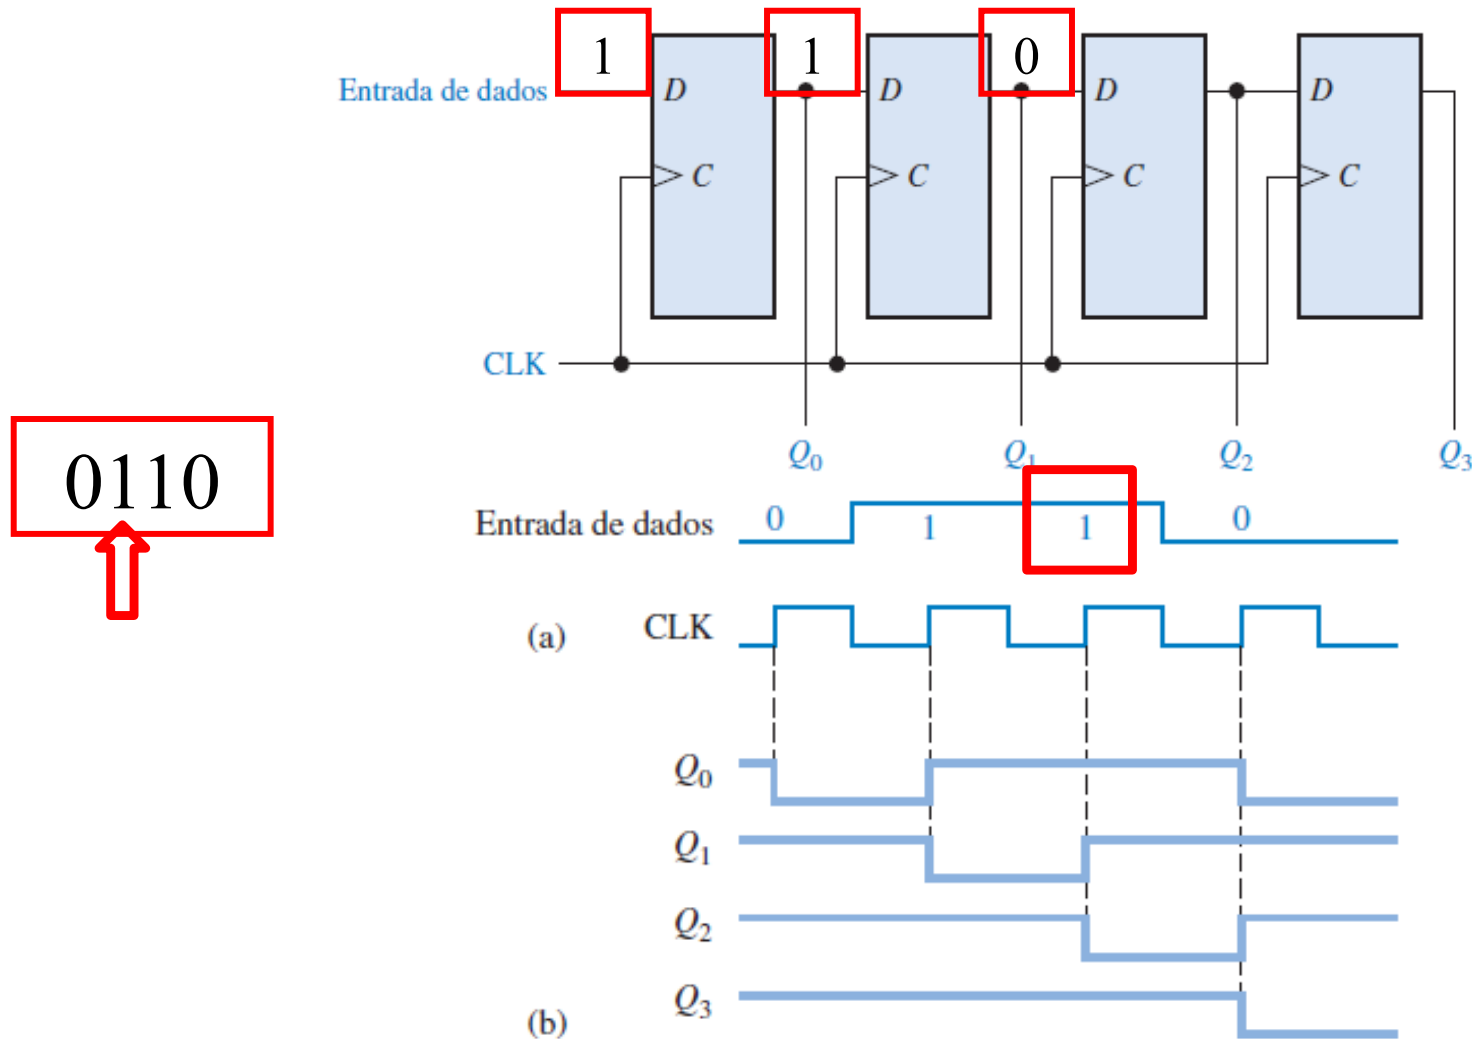 1 1 0
Entrada de dados D D D D
C C C C
CLK
Q0 Q1 Q2 Q3
0110
Entrada de dados 0 1 1 0
(a) CLK
Q0
Q1
Q2
Q3
(b)